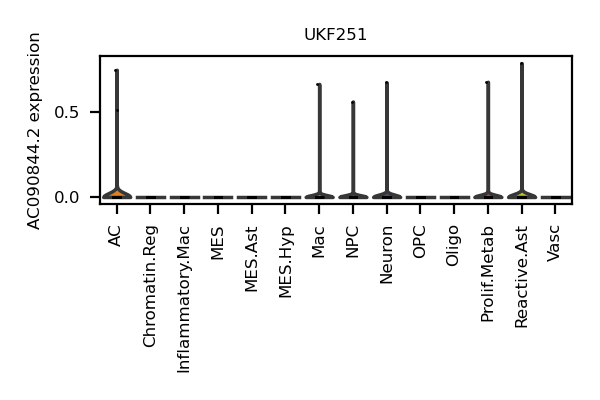 UKF251
AC090844.2 expression
0.5
0.0
AC
Chromatin.Reg
Inflammatory.Mac
MES
MES.Ast
MES.Hyp
Mac
NPC
Neuron
OPC
Oligo
Prolif.Metab
Reactive.Ast
Vasc